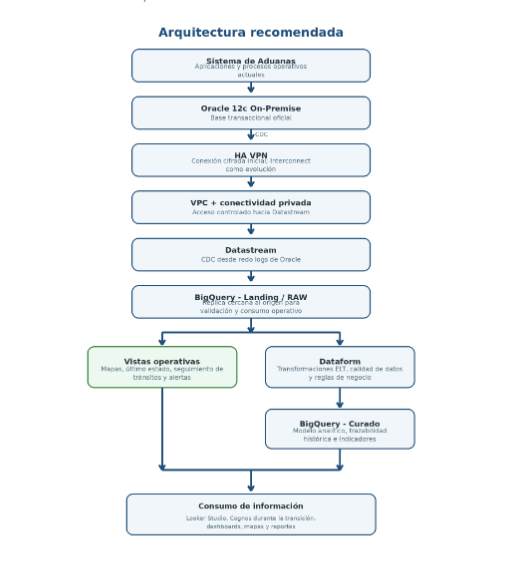 Arquitectura recomendada
Sistema de Aduanas
Aplicaciones y procesos operativos
actuales
Oracle 12c On-Premise
Base transaccional oficial
CDC
HA VPN
Conexión cifrada inicial; Interconnect
como evolución
VPC + conectividad privada
Acceso controlado hacia Datastream
Datastream
CDC desde redo logs de Oracle
BigQuery - Landing / RAW
Réplica cercana al origen para
validación y consumo operativo
Vistas operativas
Mapas, último estado, seguimiento de
tránsitos y alertas
Dataform
Transformaciones ELT, calidad de datos
y reglas de negocio
BigQuery - Curado
Modelo analítico, trazabilidad
histórica e indicadores
Consumo de información
Looker Studio, Cognos durante la transición,
dashboards, mapas y reportes